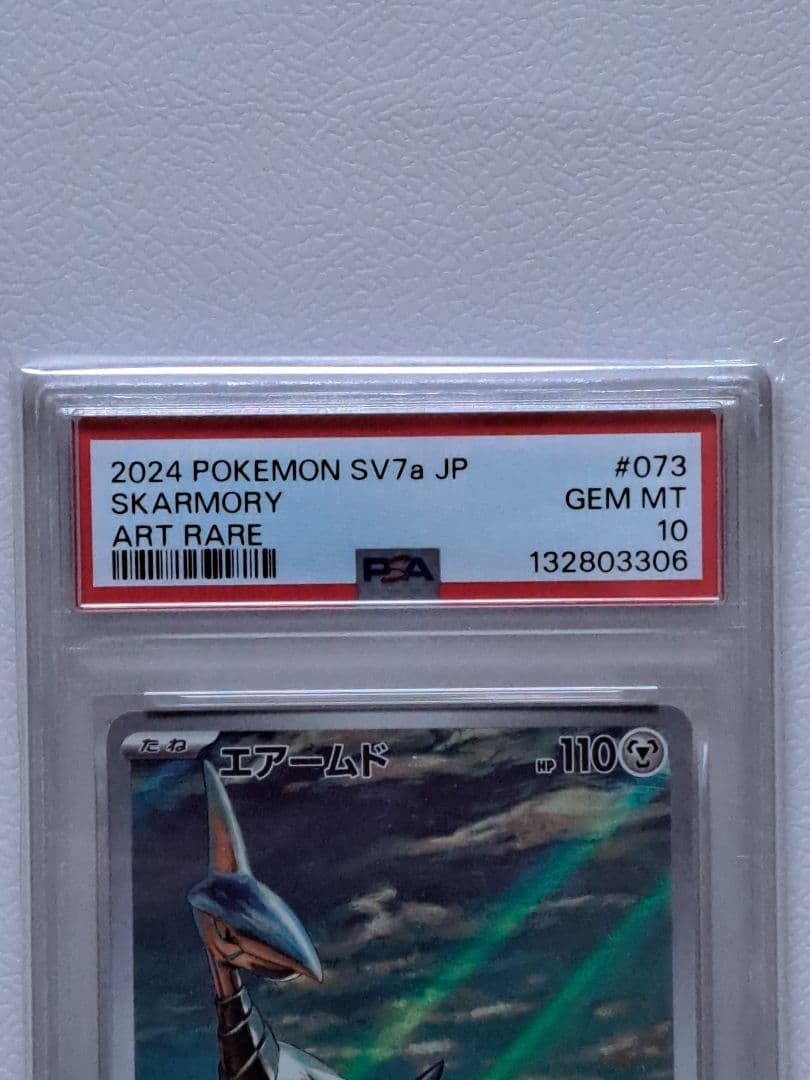 2024 POKEMON SV7a JP #073
SKARMORY GEM MT
ART RARE 10
PSA 132803306
たね エアームド HP 110